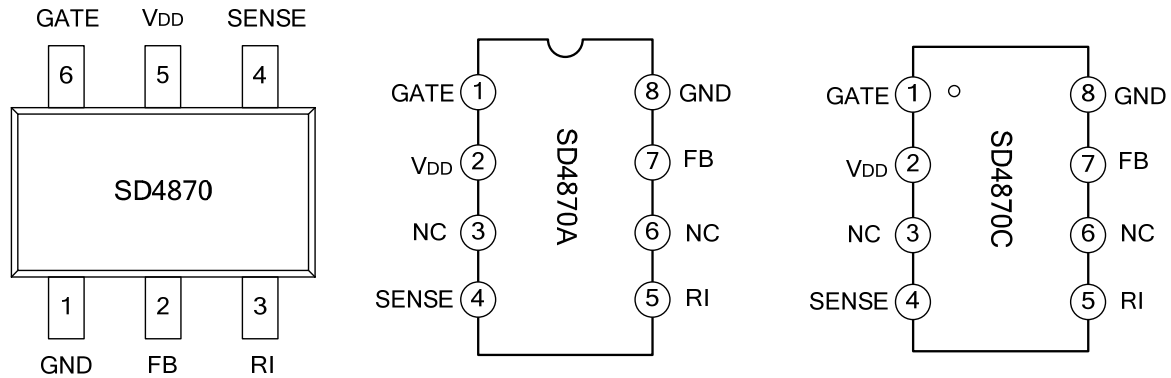 GATE VDD SENSE
6 5 4
SD4870
1 2 3
GND FB RI
GATE 1 8 GND
VDD 2 7 FB
NC 3 6 NC
SENSE 4 5 RI
SD4870A
GATE 1 8 GND
VDD 2 7 FB
NC 3 6 NC
SENSE 4 5 RI
SD4870C